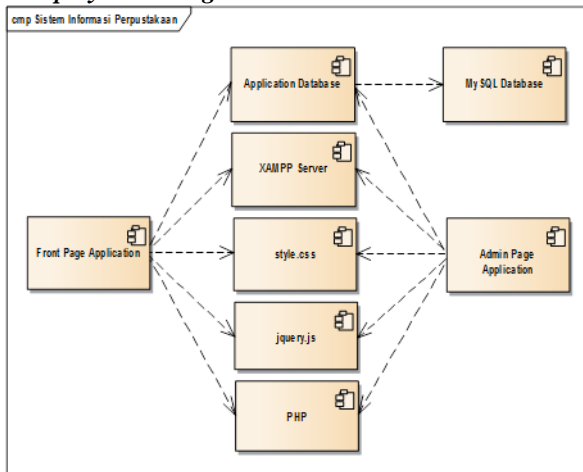 cmp Sistem Informasi Perpustakaan
Application Database
My SQL Database
XAMPP Server
Front Page Application
style.css
Admin Page
Application
jquery.js
PHP